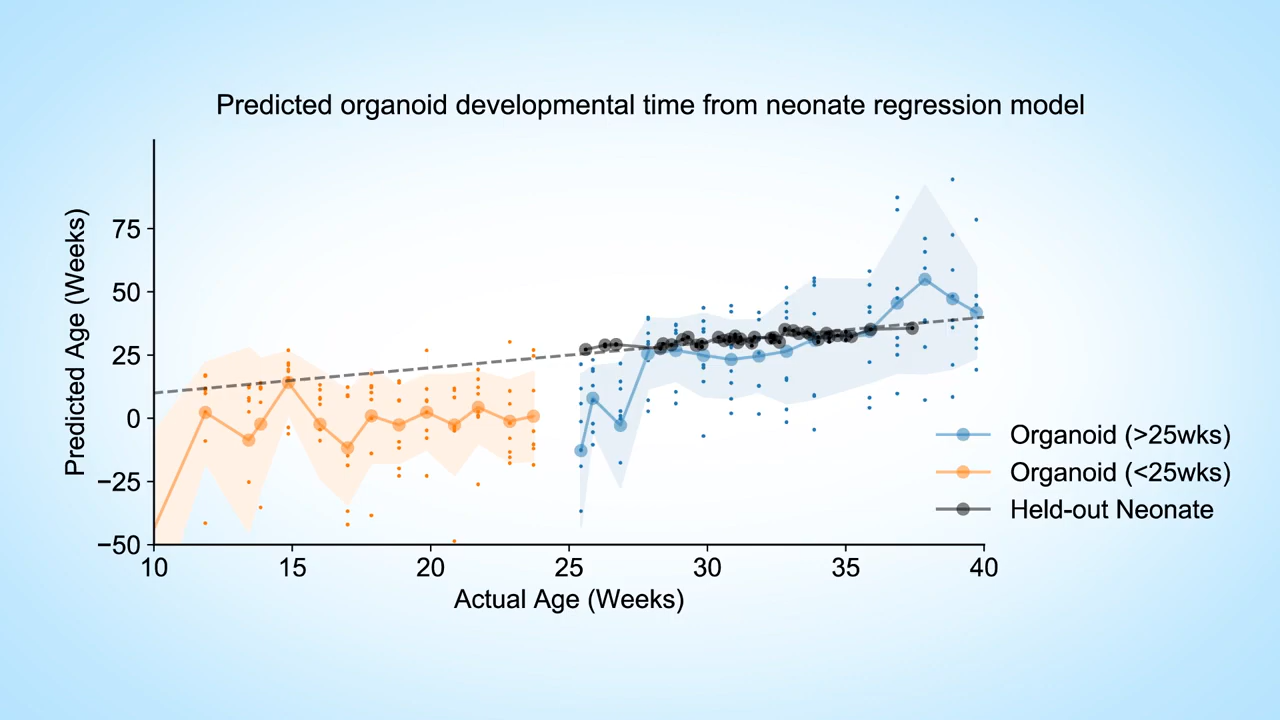 Predicted organoid developmental time from neonate regression model
Predicted Age (Weeks)
75
50
25
0
−25
−50
10 15 20 25 30 35 40
Actual Age (Weeks)
Organoid (>25wks)
Organoid (<25wks)
Held-out Neonate